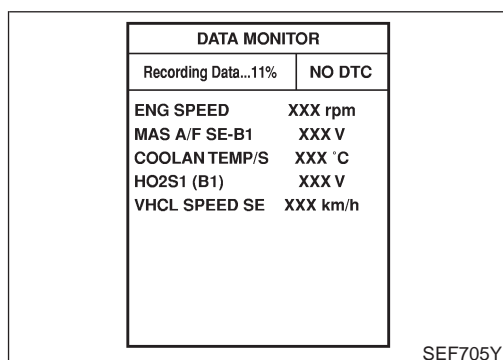 DATA MONITOR
Recording Data...11% NO DTC
ENG SPEED XXX rpm
MAS A/F SE-B1 XXX V
COOLAN TEMP/S XXX °C
HO2S1 (B1) XXX V
VHCL SPEED SE XXX km/h
SEF705Y